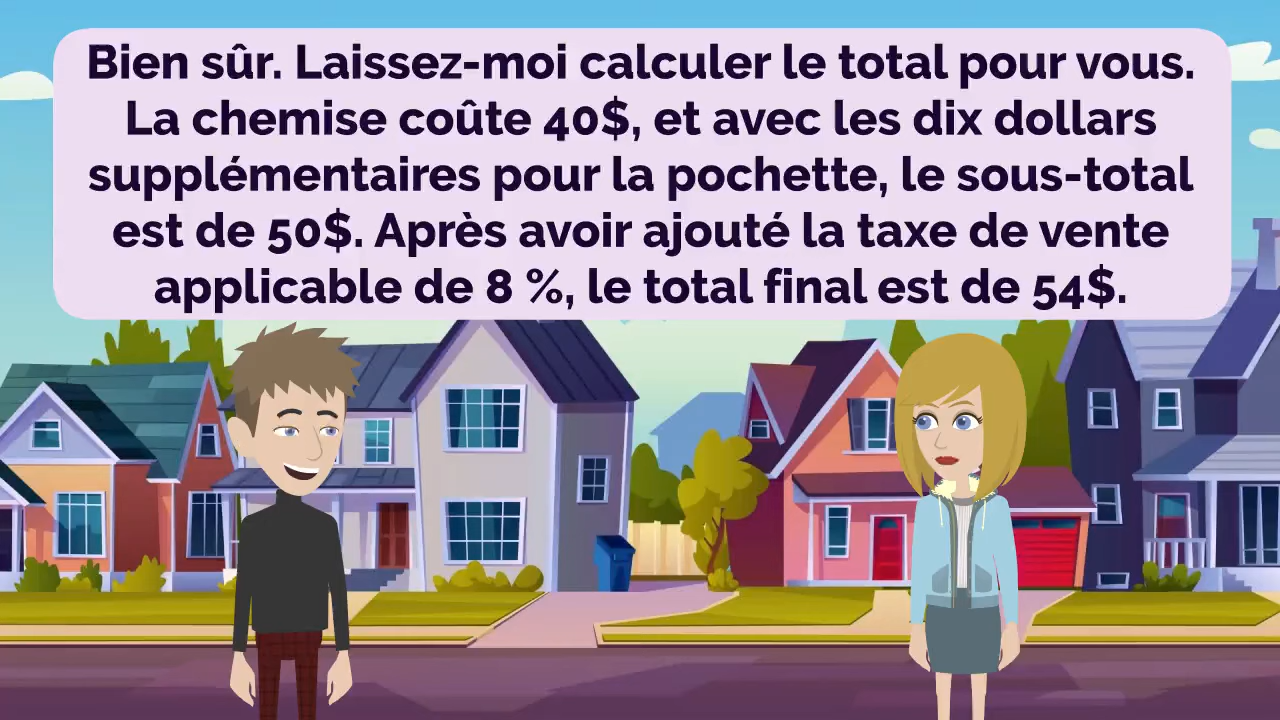 Bien sûr. Laissez-moi calculer le total pour vous.
La chemise coûte 40$, et avec les dix dollars
supplémentaires pour la pochette, le sous-total
est de 50$. Après avoir ajouté la taxe de vente
applicable de 8 %, le total final est de 54$.